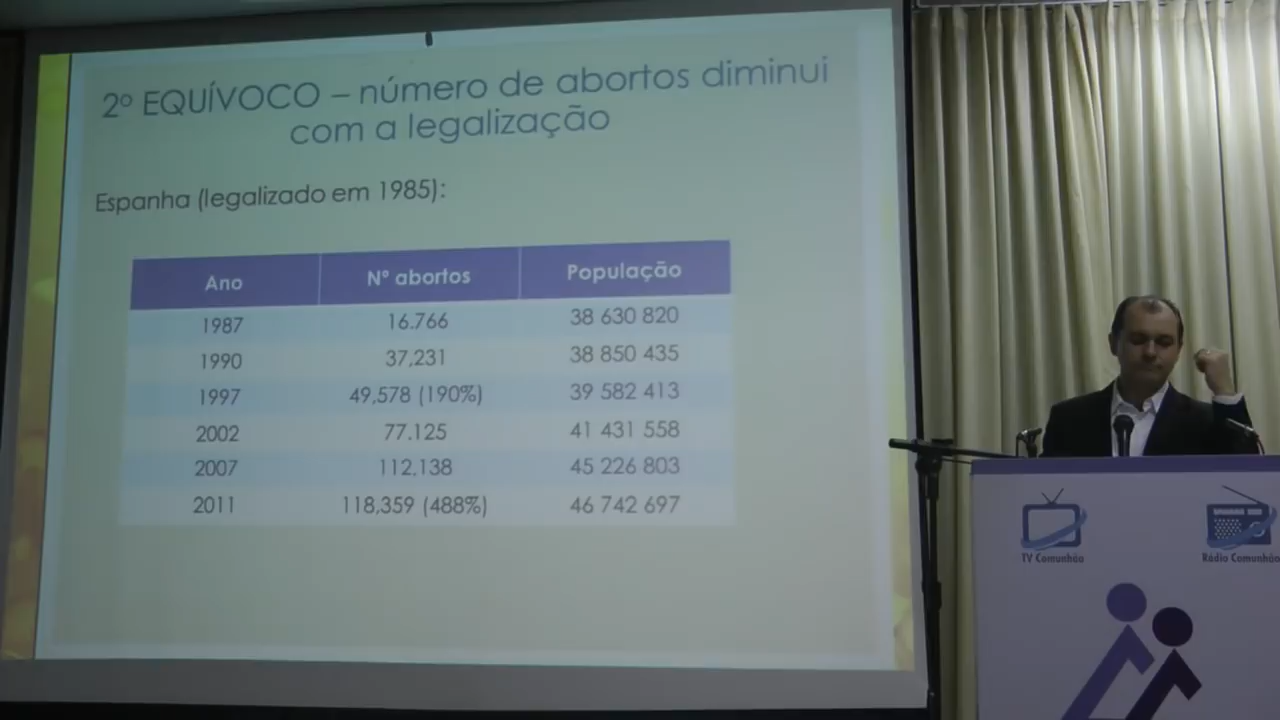 2º EQUÍVOCO – número de abortos diminui
com a legalização
Espanha (legalizado em 1985):
Ano Nº abortos População
1987 16.766 38 630 820
1990 37,231 38 850 435
1997 49,578 (190%) 39 582 413
2002 77.125 41 431 558
2007 112,138 45 226 803
2011 118,359 (488%) 46 742 697
TV Comunhão
Rádio Comunhão